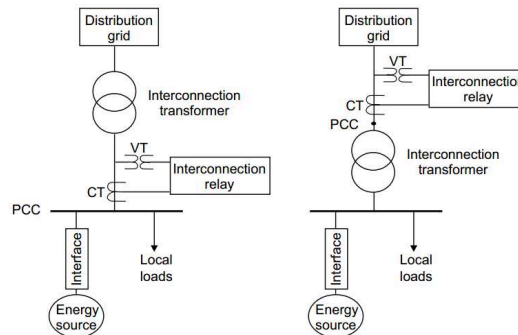 Distribution
grid
Interconnection
transformer
VT
Interconnection
relay
CT
PCC
Interface
Local
loads
Energy
source
Distribution
grid
VT
Interconnection
relay
CT
PCC
Interconnection
transformer
Interface
Local
loads
Energy
source